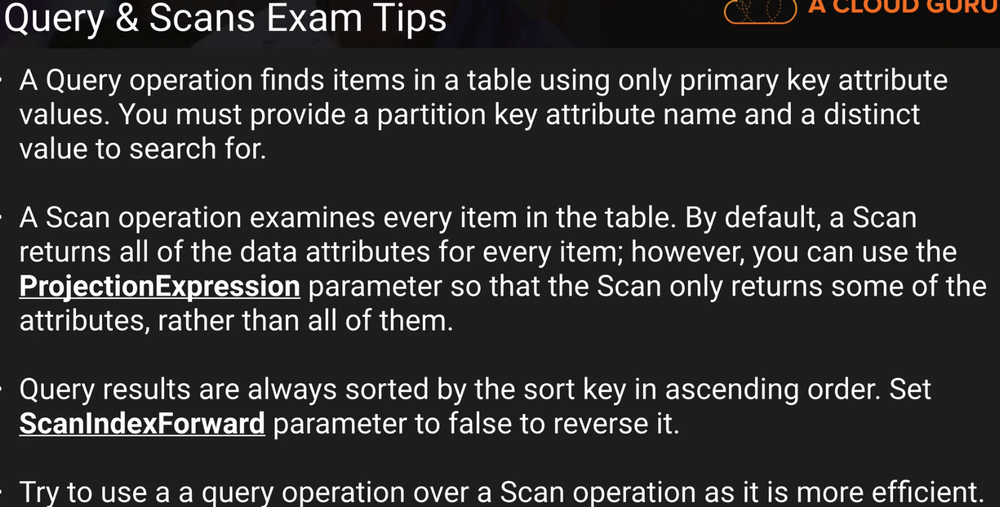 Query & Scans Exam Tips
A CLOUD GURU
• A Query operation finds items in a table using only primary key attribute
values. You must provide a partition key attribute name and a distinct
value to search for.
• A Scan operation examines every item in the table. By default, a Scan
returns all of the data attributes for every item; however, you can use the
ProjectionExpression parameter so that the Scan only returns some of the
attributes, rather than all of them.
• Query results are always sorted by the sort key in ascending order. Set
ScanIndexForward parameter to false to reverse it.
• Try to use a a query operation over a Scan operation as it is more efficient.